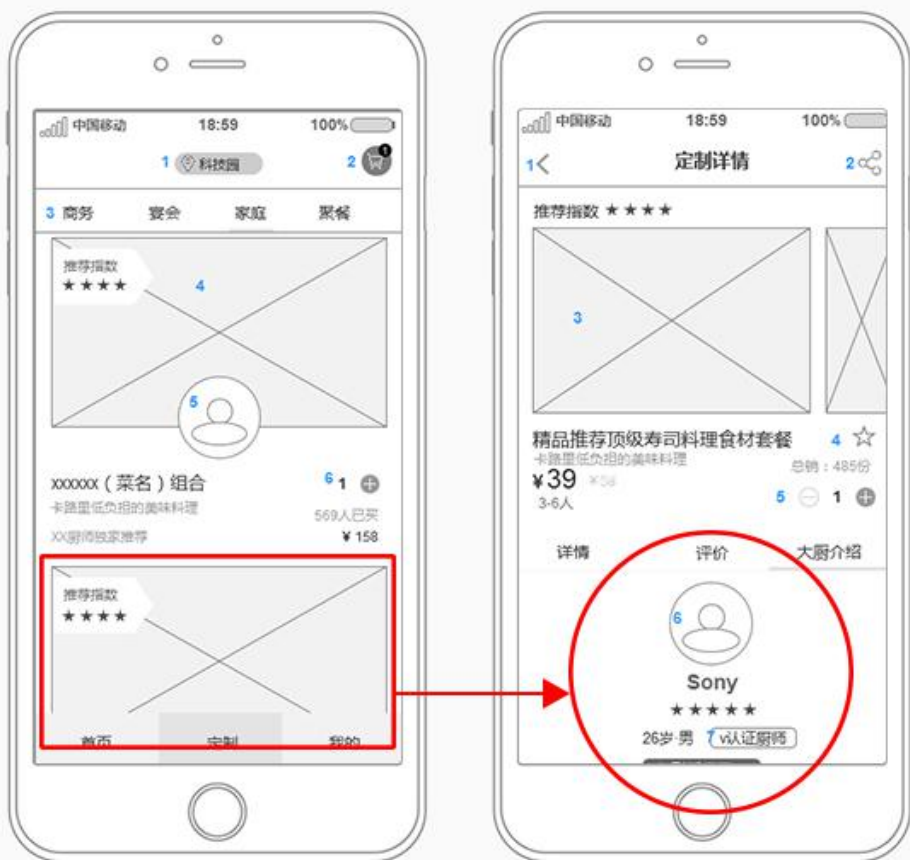 中国移动 18:59 100%
1 科技园 2 1
3 商务 宴会 家庭 聚餐
推荐指数
★★★★
4
5
xxxxxx（菜名）组合 6 1
卡路里低负担的美味料理
569人已买
XX厨师独家推荐 ¥ 158
推荐指数
★★★★
首页 定制 我的
中国移动 18:59 100%
1 定制详情 2
推荐指数 ★★★★
3
精品推荐顶级寿司料理食材套餐 4
卡路里低负担的美味料理
总销：485份
¥39 ¥58
3-6人 5 1
详情 评价 大厨介绍
6
Sony
★★★★★
26岁·男 7 v认证厨师